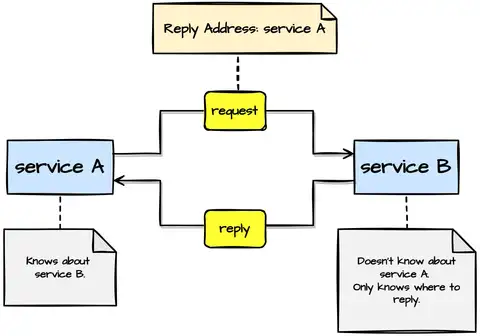 Reply Address: service A
request
service A
service B
reply
Knows about
service B.
Doesn't know about
service A.
Only knows where to
reply.